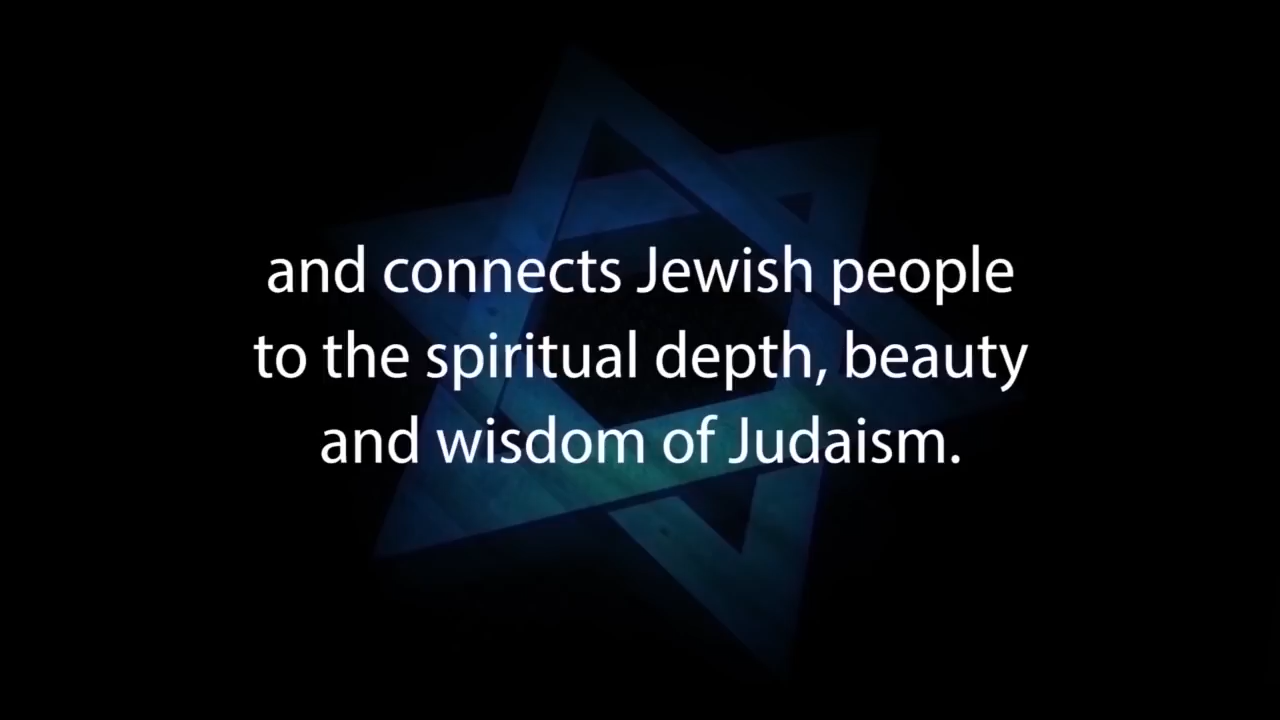 and connects Jewish people
to the spiritual depth, beauty
and wisdom of Judaism.